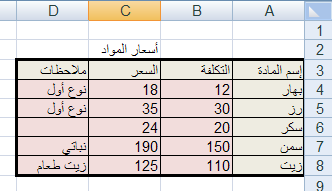 D C B A
1
2 أسعار المواد
3 إسم المادة التكلفة السعر ملاحظات
4 بهار 12 18 نوع أول
5 رز 30 35 نوع أول
6 سكر 20 24
7 سمن 150 190 نباتي
8 زيت 110 125 زيت طعام